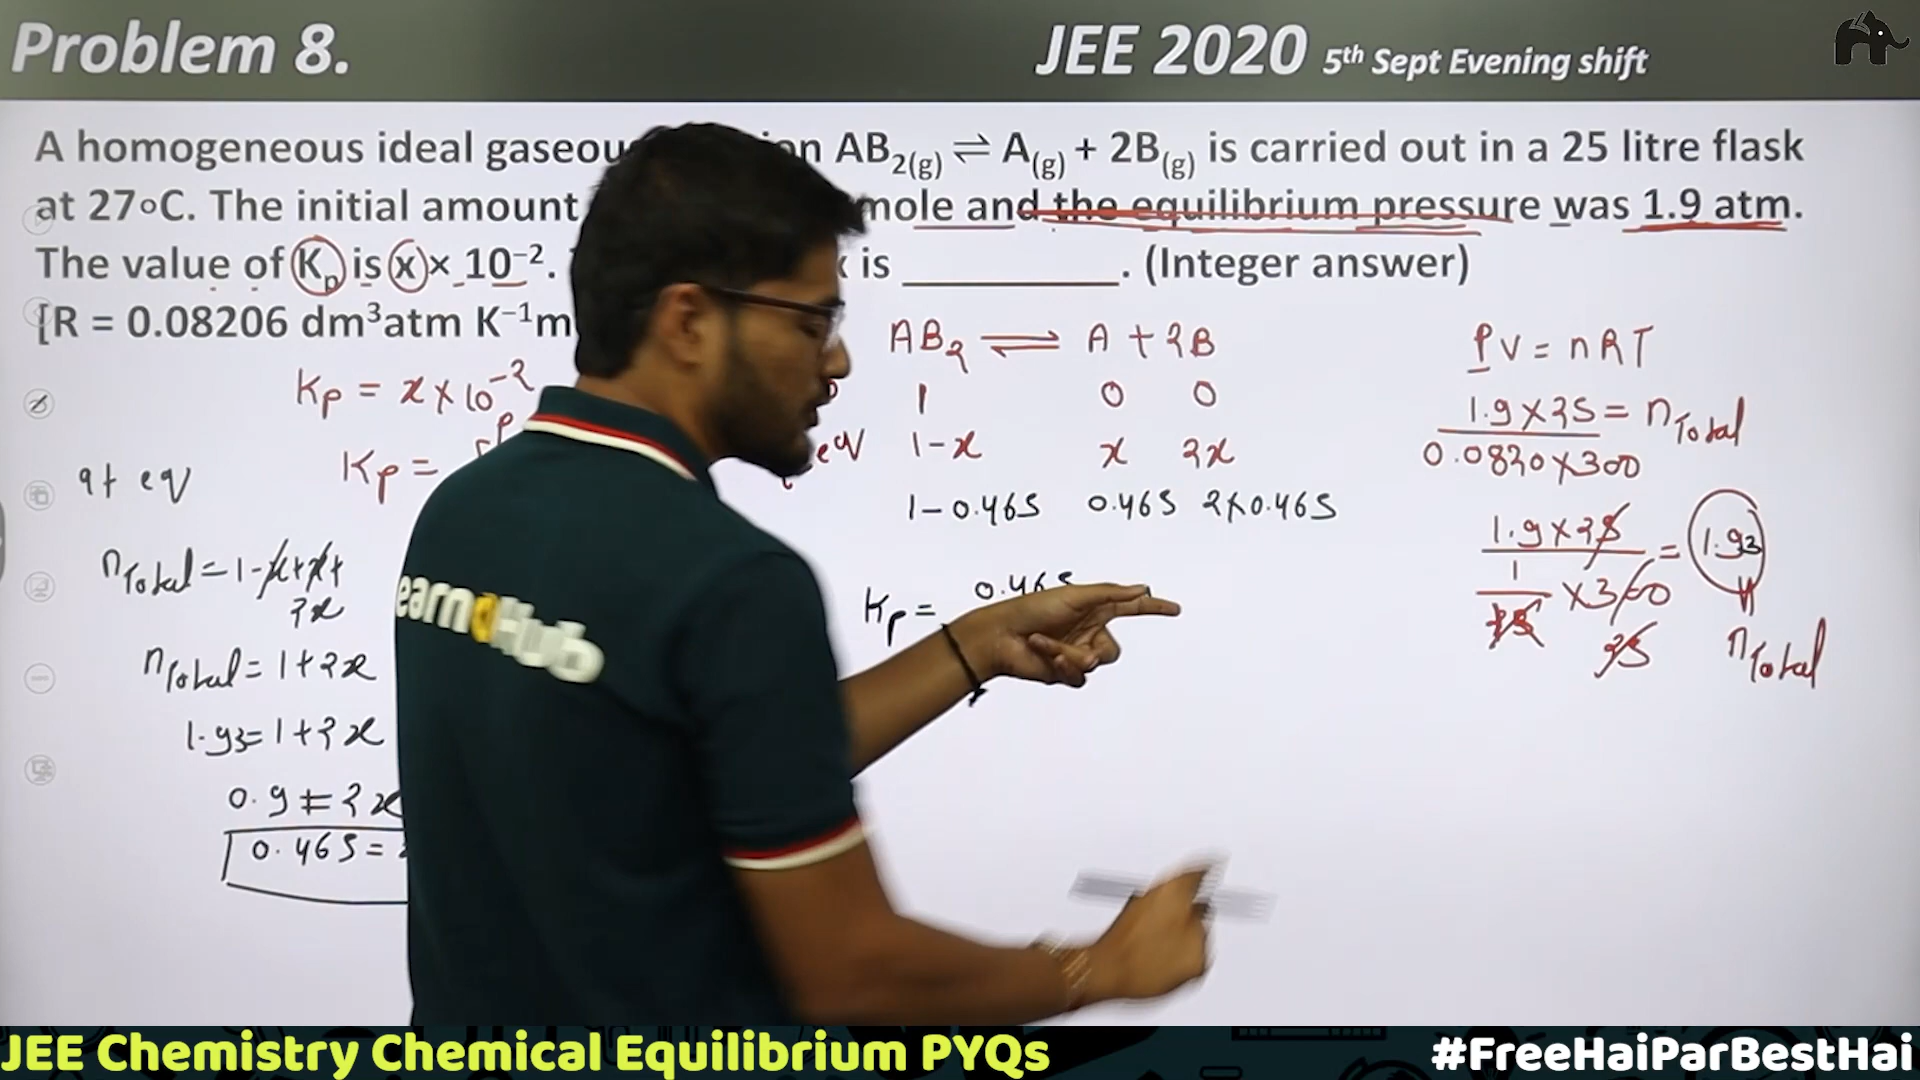 Problem 8.
JEE 2020 5th Sept Evening shift
A homogeneous ideal gaseou n AB2(g) ⇌ A(g) + 2B(g) is carried out in a 25 litre flask
at 27∘C. The initial amount mole and the equilibrium pressure was 1.9 atm.
The value of Kp is x × 10⁻². x is __________. (Integer answer)
[R = 0.08206 dm³atm K⁻¹m
Kp = x × 10⁻²
Kp =
at eq
nTotal = 1-x+x+
2x
nTotal = 1+2x
1.93 = 1+2x
0.93 = 2x
0.465 =
AB2 ⇌ A + 2B
1 0 0
eq 1-x x 2x
1-0.465 0.465 2×0.465
Kp = 0.465
PV = nRT
1.9×25 = nTotal
0.0820×300
1.9×25 = 1.93
1 ×300
25
nTotal
LearnoHub
JEE Chemistry Chemical Equilibrium PYQs
#FreeHaiParBestHai